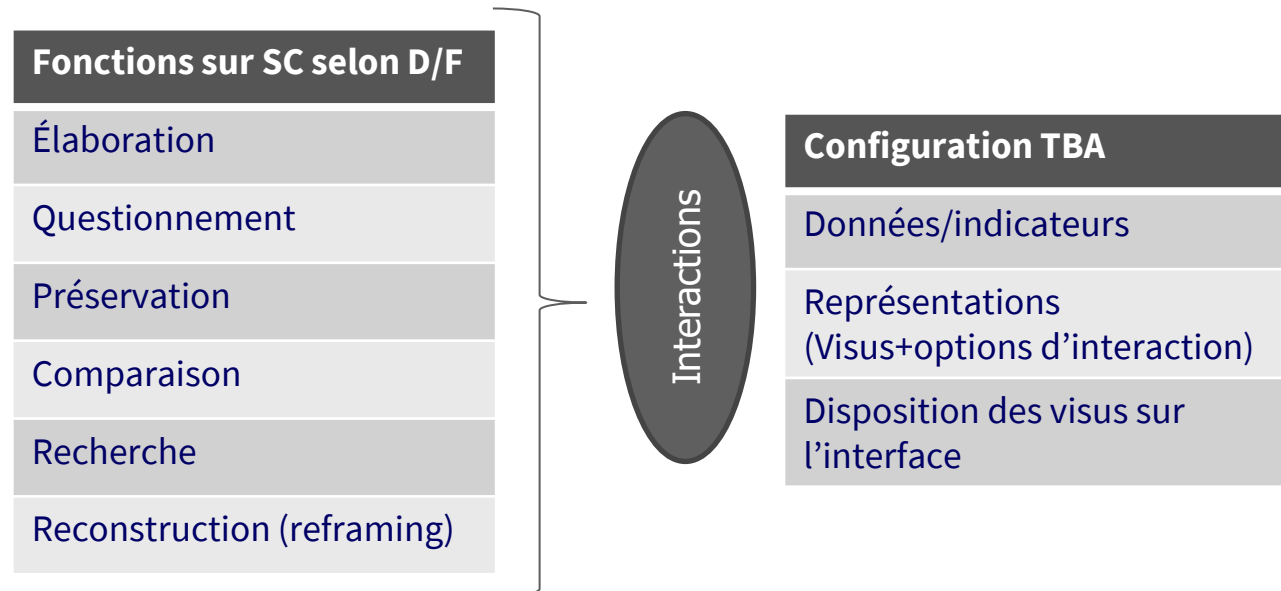 Fonctions sur SC selon D/F
Élaboration
Questionnement
Préservation
Comparaison
Recherche
Reconstruction (reframing)
Interactions
Configuration TBA
Données/indicateurs
Représentations
(Visus+options d’interaction)
Disposition des visus sur
l’interface